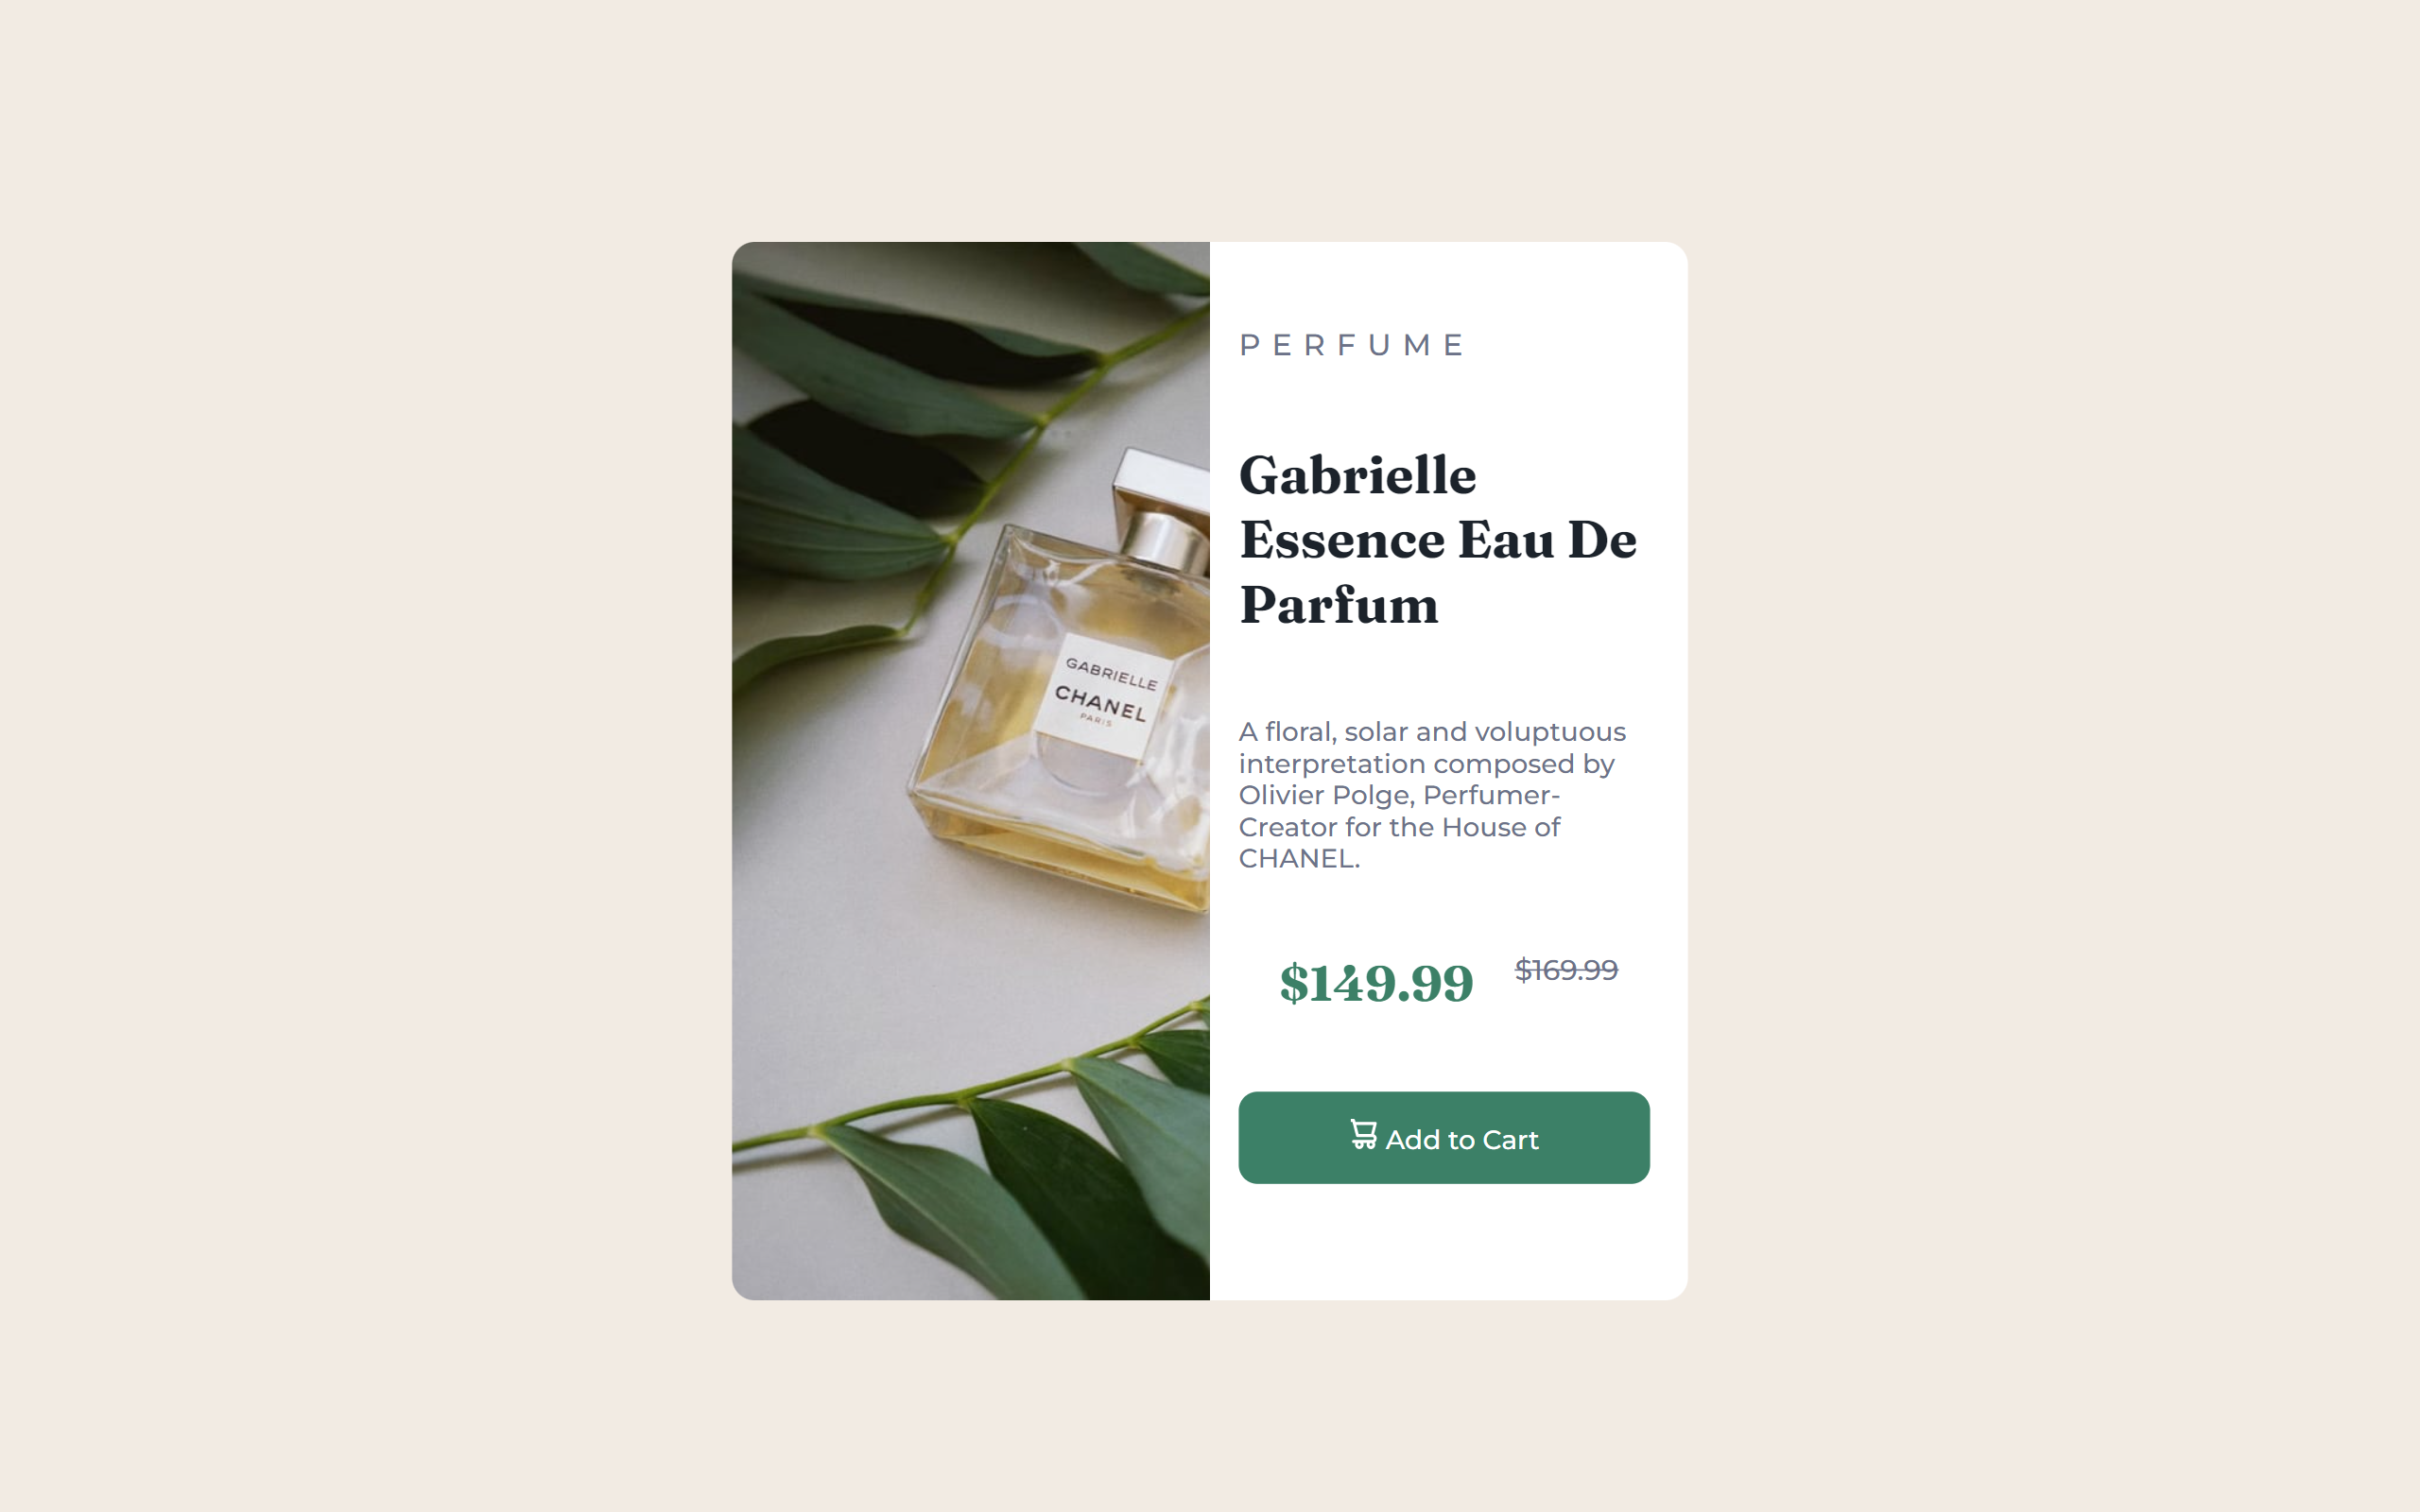 GABRIELLE
CHANEL
PARIS
PERFUME
Gabrielle
Essence Eau De
Parfum
A floral, solar and voluptuous
interpretation composed by
Olivier Polge, Perfumer-
Creator for the House of
CHANEL.
$149.99 $169.99
Add to Cart